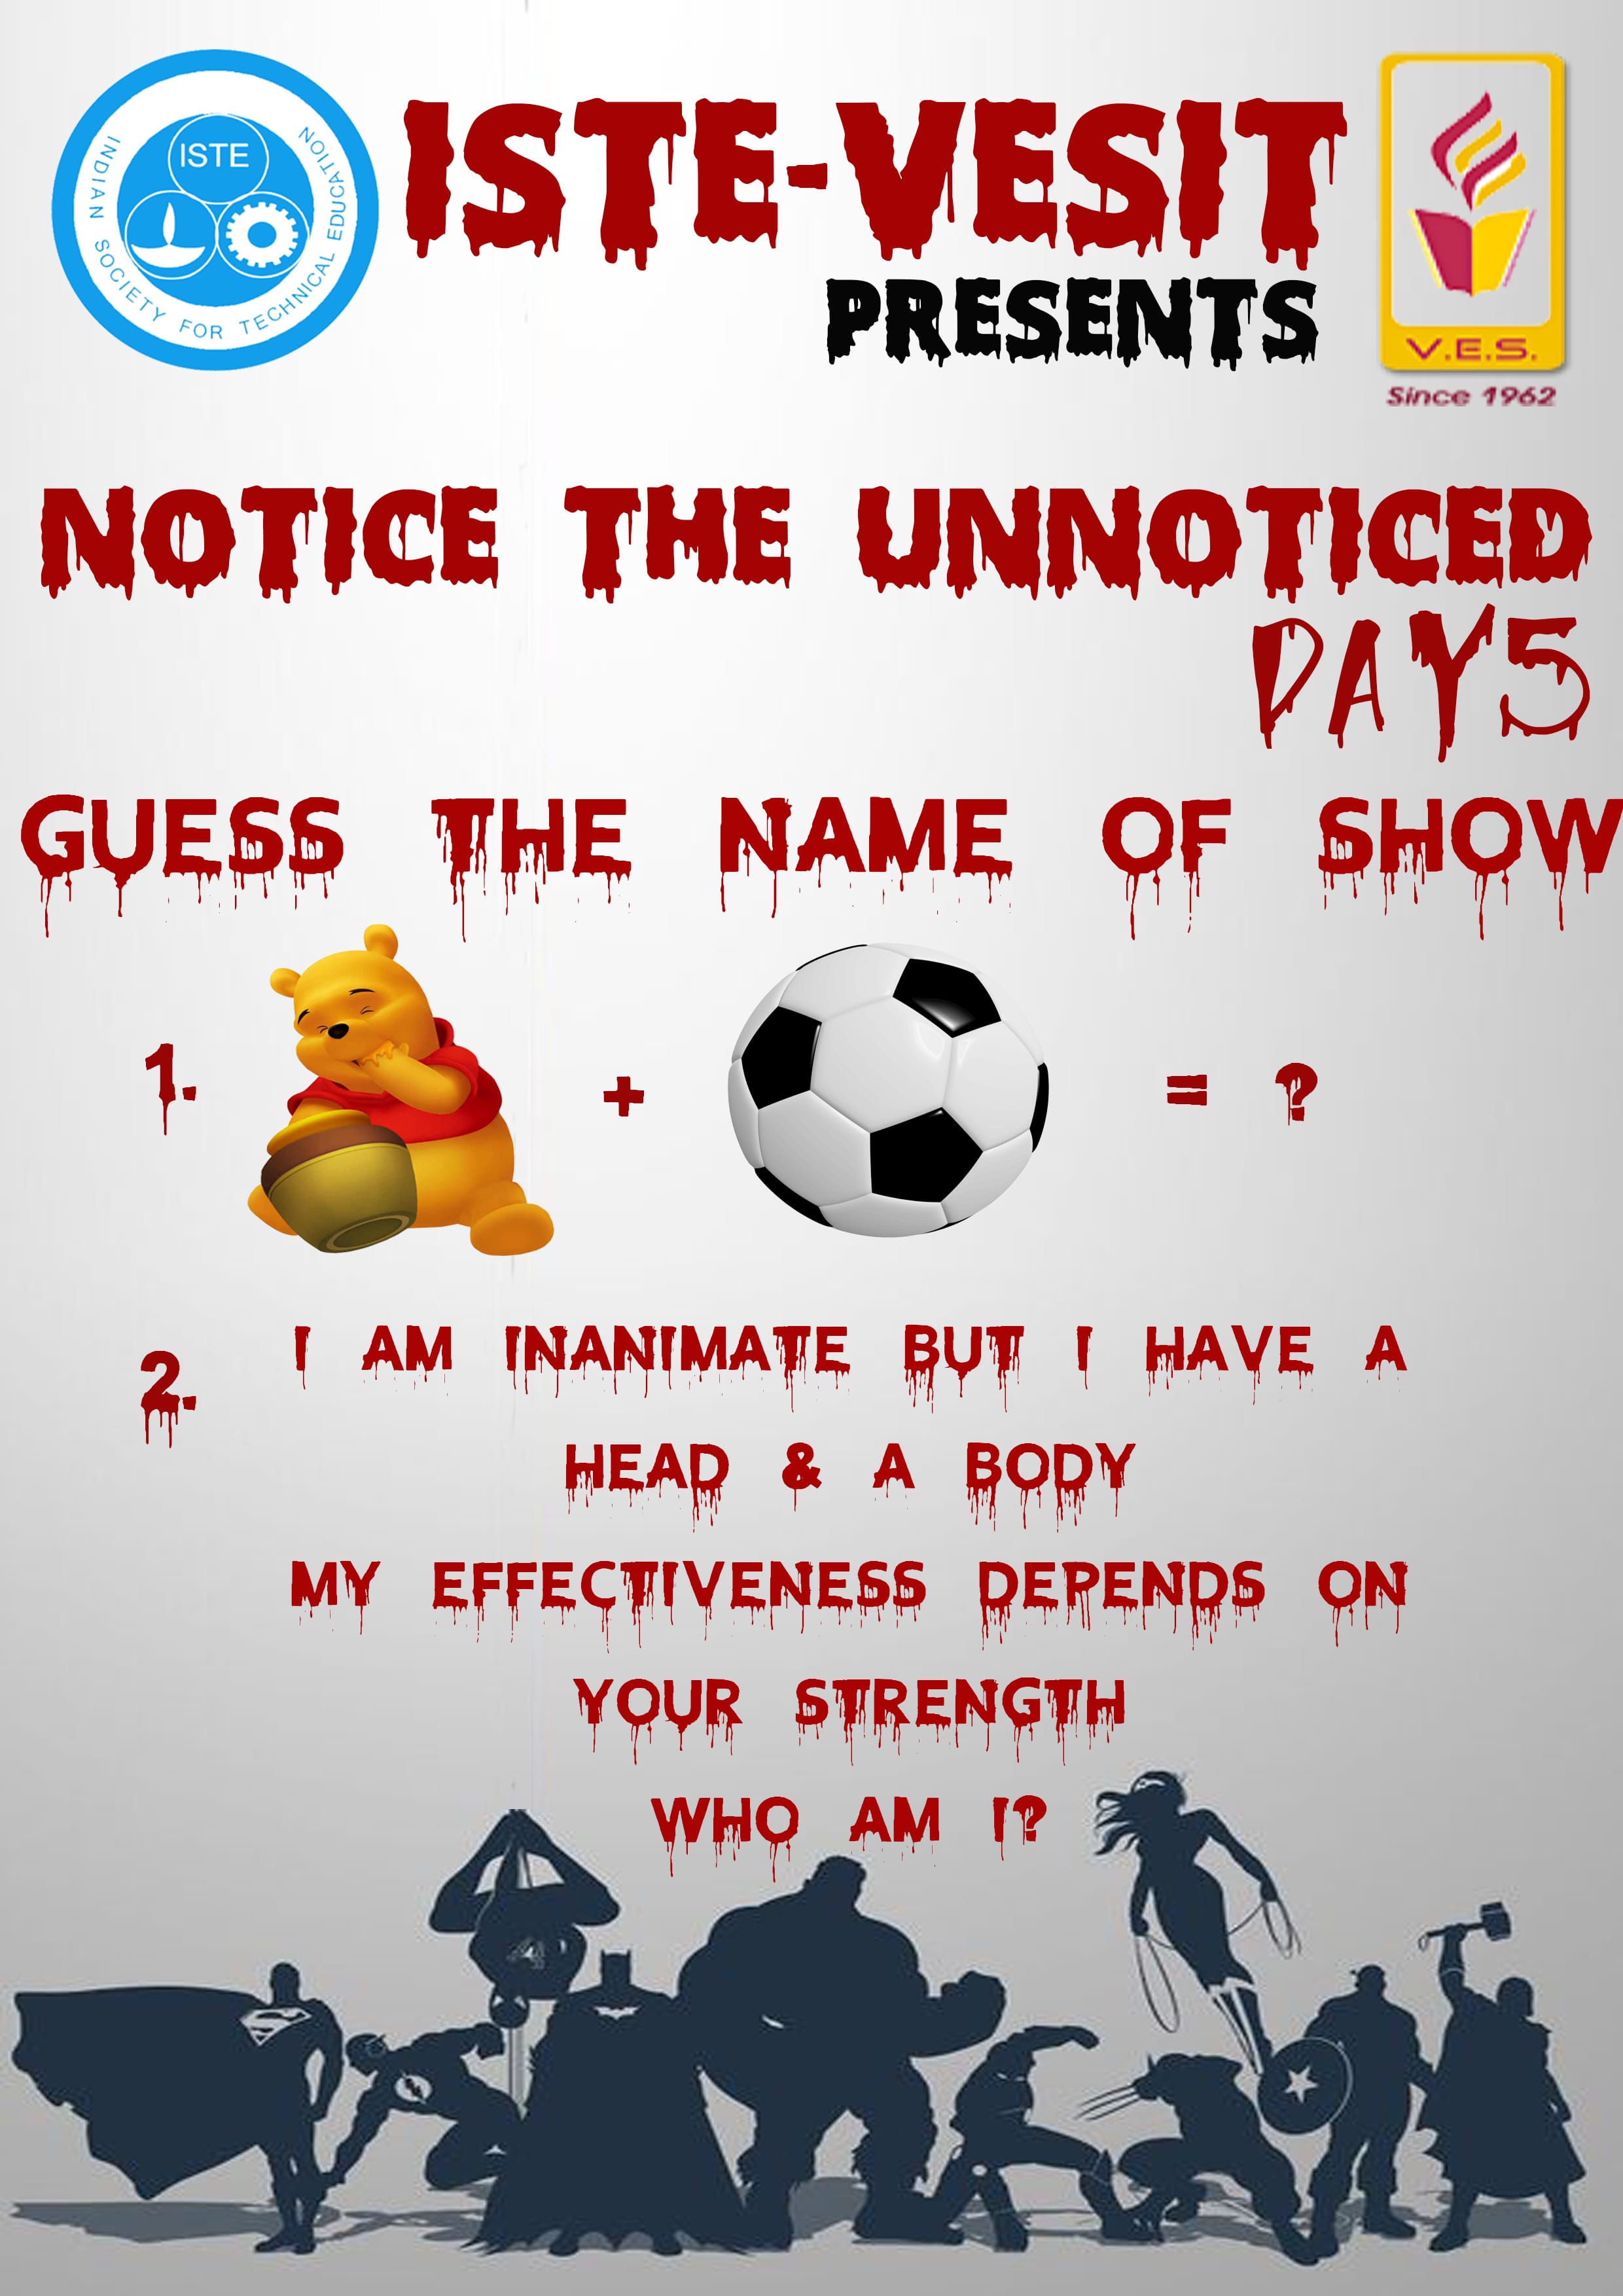 ISTE
INDIAN SOCIETY FOR TECHNICAL EDUCATION
ISTE-VESIT
PRESENTS
V.E.S.
Since 1962
NOTICE THE UNNOTICED
DAY5
GUESS THE NAME OF SHOW
1. + = ?
2. I AM INANIMATE BUT I HAVE A
HEAD & A BODY
MY EFFECTIVENESS DEPENDS ON
YOUR STRENGTH
WHO AM I?